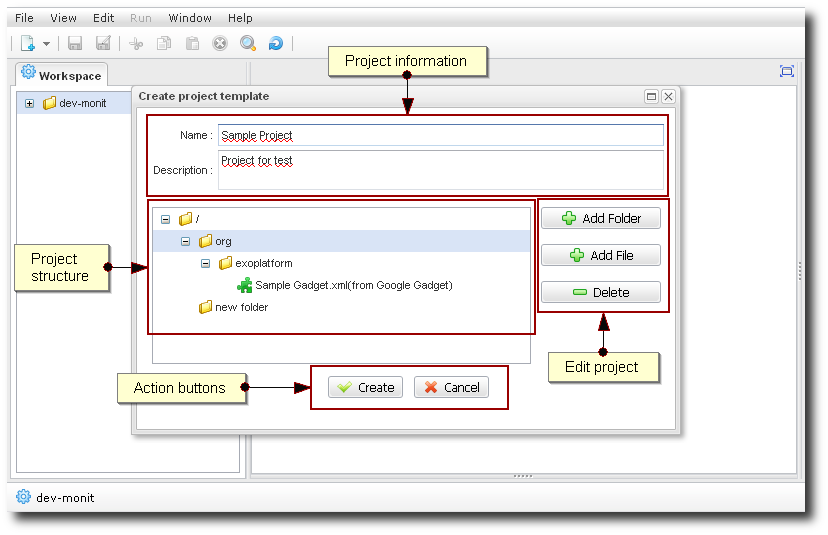 File View Edit Run Window Help
Project information
Workspace
dev-monit
Create project template
Name : Sample Project
Description : Project for test
/
org
exoplatform
Sample Gadget.xml(from Google Gadget)
new folder
Add Folder
Add File
Delete
Project
structure
Edit project
Action buttons
Create
Cancel
dev-monit